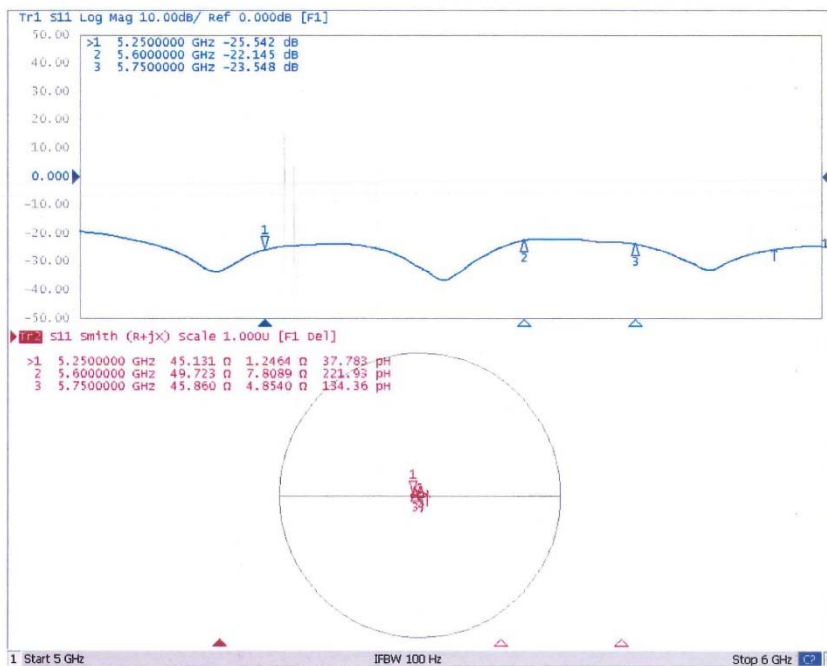 Tr1 S11 Log Mag 10.00dB/ Ref 0.000dB [F1]
50.00
40.00
30.00
20.00
10.00
0.000
-10.00
-20.00
-30.00
-40.00
-50.00
>1 5.2500000 GHz -25.542 dB
2 5.6000000 GHz -22.145 dB
3 5.7500000 GHz -23.548 dB
1
2
3
1
Tr2 S11 Smith (R+jX) Scale 1.000U [F1 Del]
>1 5.2500000 GHz 45.131 Ω 1.2464 Ω 37.783 pH
2 5.6000000 GHz 49.723 Ω 7.8089 Ω 221.93 pH
3 5.7500000 GHz 45.860 Ω 4.8540 Ω 134.36 pH
1
3
1 Start 5 GHz IFBW 100 Hz Stop 6 GHz C2